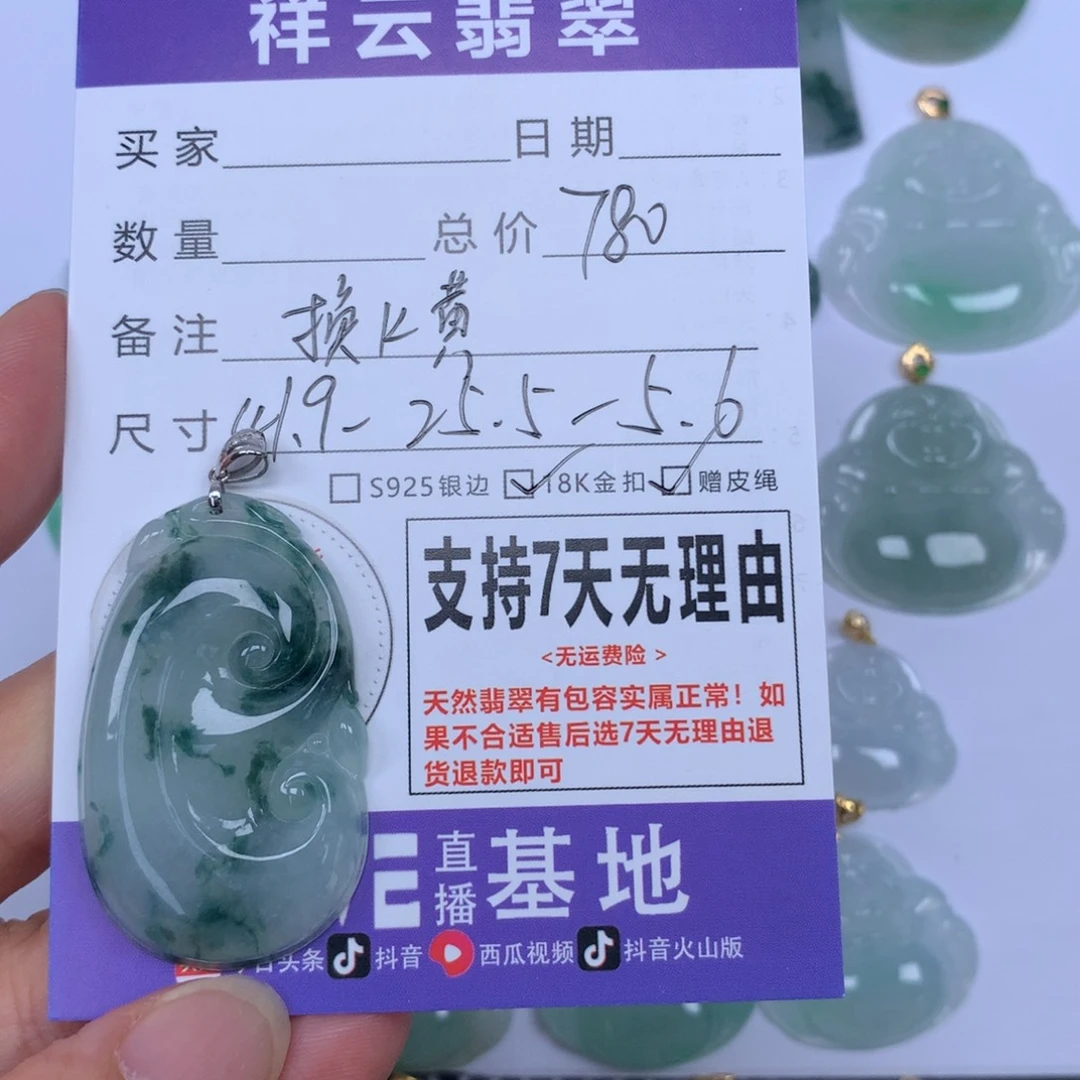 祥云翡翠
买家 日期
数量 总价 780
备注 换K黄
尺寸 41.9-25.5-5.6
S925银边 18K金扣 赠皮绳
支持7天无理由
<无运费险>
天然翡翠有包容实属正常！如
果不合适售后选7天无理由退
货退款即可
直播基地
今日头条 抖音 西瓜视频 抖音火山版